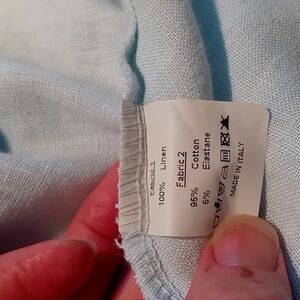 Fabric 1
100% Linen
Fabric 2
95% Cotton
5% Elastane
MADE IN ITALY